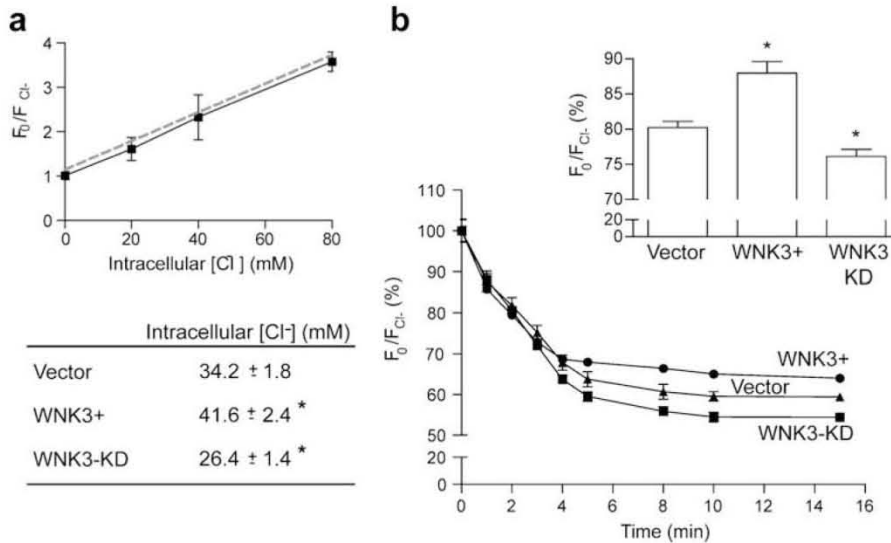 a
4
3
2
1
0
F0/F Cl-
0 20 40 60 80
Intracellular [Cl ] (mM)
Intracellular [Cl-] (mM)
Vector 34.2 ± 1.8
WNK3+ 41.6 ± 2.4 *
WNK3-KD 26.4 ± 1.4 *
b
90
85
80
75
70
20
0
F0/FCl- (%)
*
*
Vector WNK3+ WNK3
KD
110
100
90
80
70
60
50
20
0
F0/FCl- (%)
WNK3+
Vector
WNK3-KD
0 2 4 6 8 10 12 14 16
Time (min)